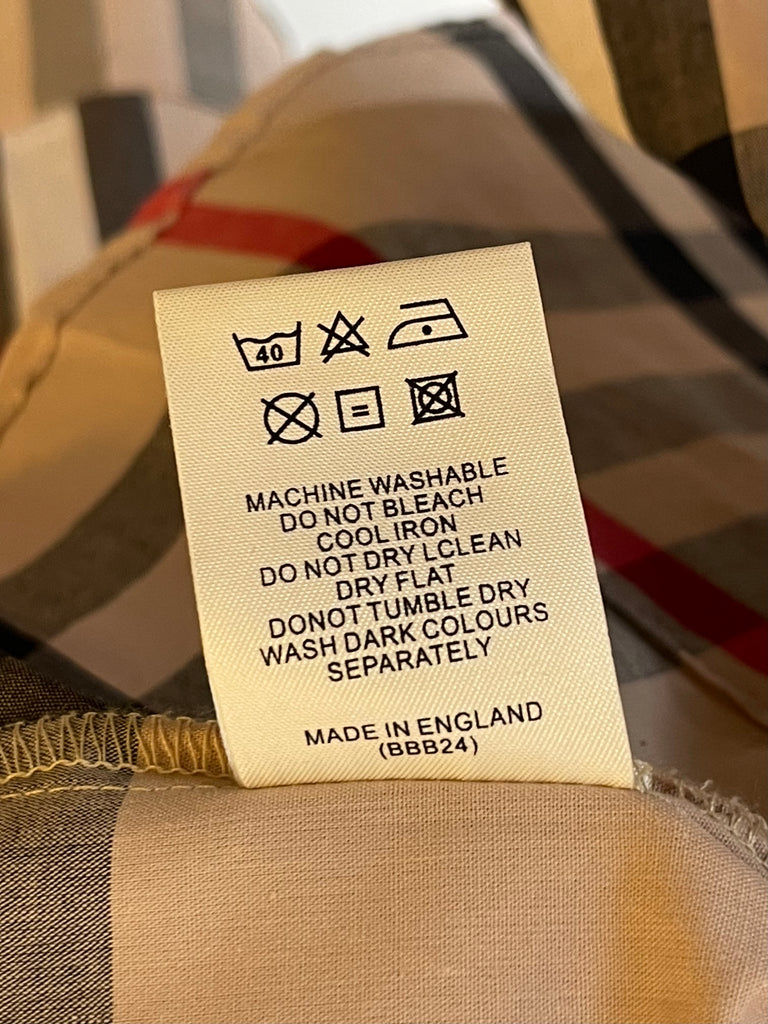 40
MACHINE WASHABLE
DO NOT BLEACH
COOL IRON
DO NOT DRY LCLEAN
DRY FLAT
DONOT TUMBLE DRY
WASH DARK COLOURS
SEPARATELY
MADE IN ENGLAND
(BBB24)